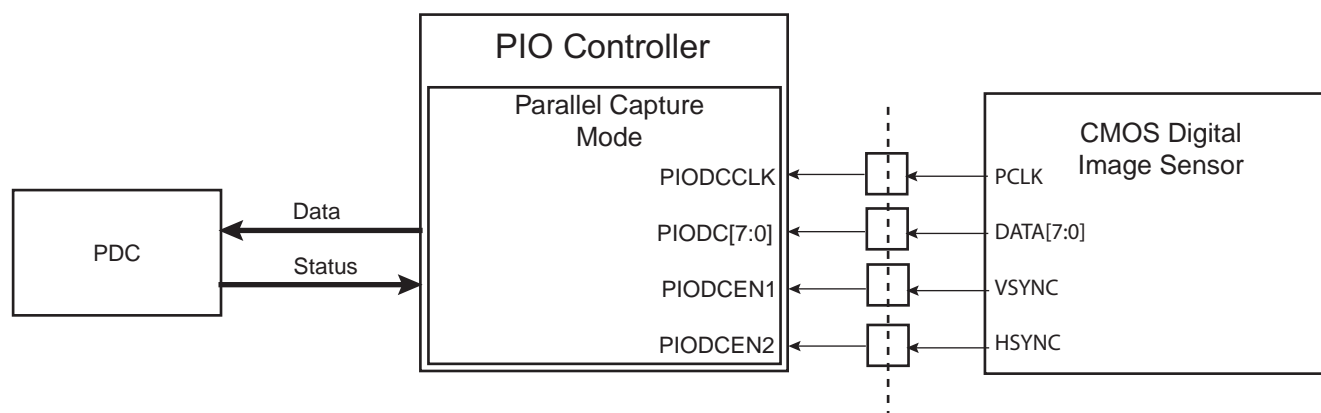 PIO Controller
Parallel Capture
Mode
CMOS Digital
Image Sensor
PIODCCLK
PCLK
Data
PIODC[7:0]
DATA[7:0]
PDC
Status
PIODCEN1
VSYNC
PIODCEN2
HSYNC